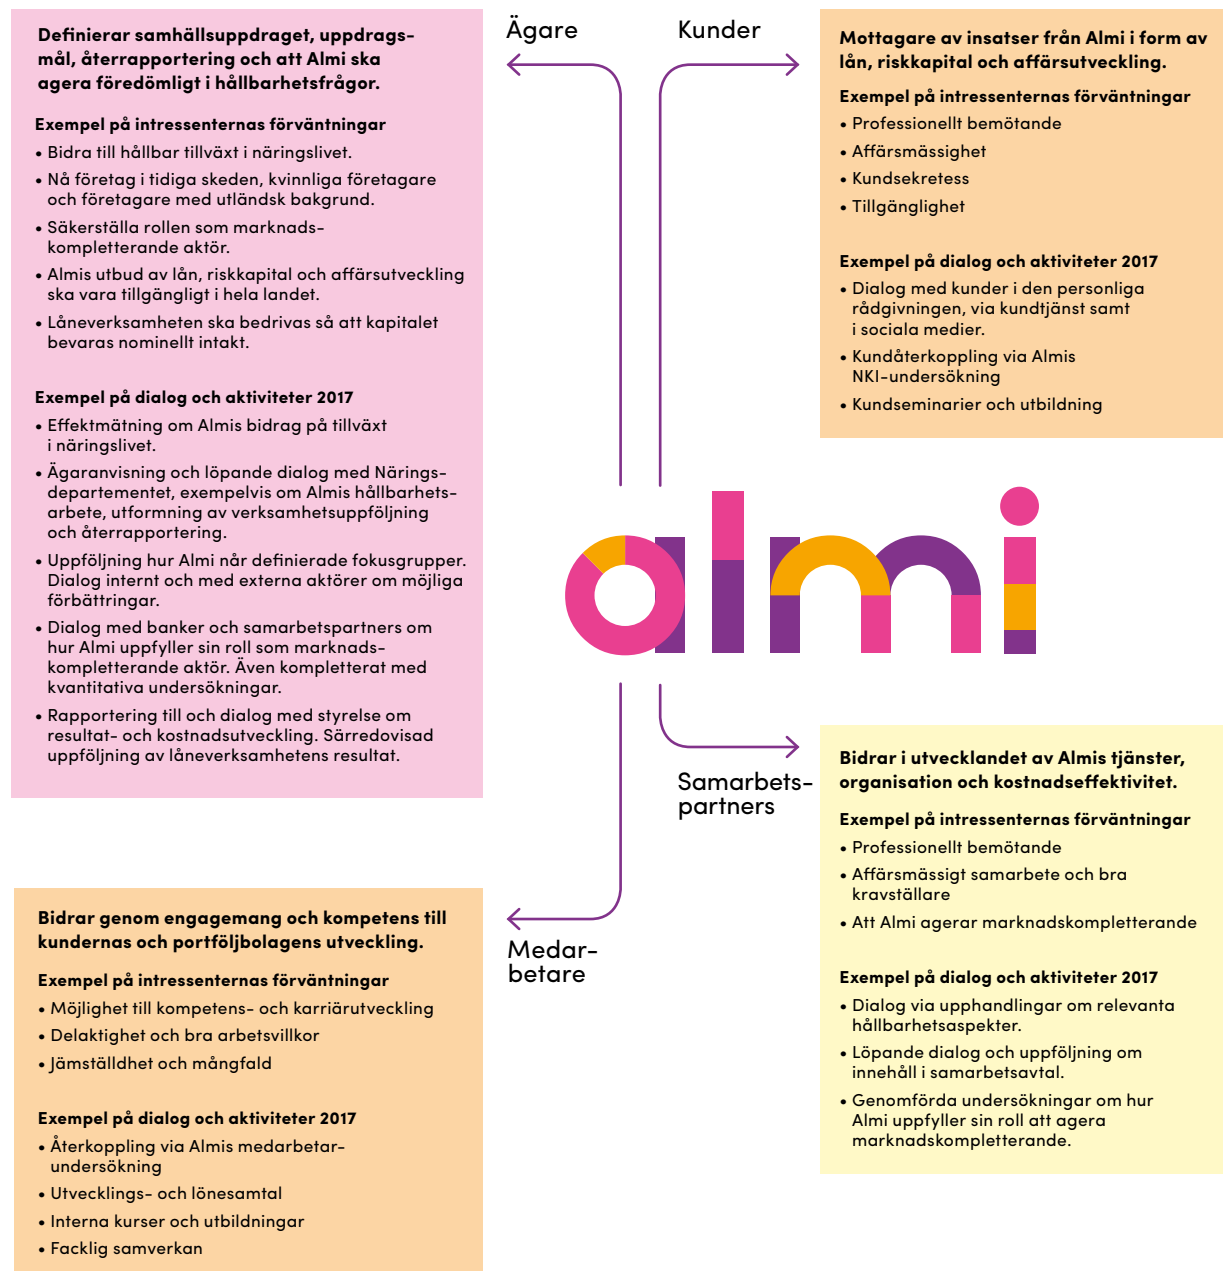 Ägare
Definierar samhällsuppdraget, uppdrags-
mål, återrapportering och att Almi ska
agera föredömligt i hållbarhetsfrågor.
Exempel på intressenternas förväntningar
• Bidra till hållbar tillväxt i näringslivet.
• Nå företag i tidiga skeden, kvinnliga företagare
och företagare med utländsk bakgrund.
• Säkerställa rollen som marknads-
kompletterande aktör.
• Almis utbud av lån, riskkapital och affärsutveckling
ska vara tillgängligt i hela landet.
• Låneverksamheten ska bedrivas så att kapitalet
bevaras nominellt intakt.
Exempel på dialog och aktiviteter 2017
• Effektmätning om Almis bidrag på tillväxt
i näringslivet.
• Ägaranvisning och löpande dialog med Närings-
departementet, exempelvis om Almis hållbarhets-
arbete, utformning av verksamhetsuppföljning
och återrapportering.
• Uppföljning hur Almi når definierade fokusgrupper.
Dialog internt och med externa aktörer om möjliga
förbättringar.
• Dialog med banker och samarbetspartners om
hur Almi uppfyller sin roll som marknads-
kompletterande aktör. Även kompletterat med
kvantitativa undersökningar.
• Rapportering till och dialog med styrelse om
resultat- och kostnadsutveckling. Särredovisad
uppföljning av låneverksamhetens resultat.
Kunder
Mottagare av insatser från Almi i form av
lån, riskkapital och affärsutveckling.
Exempel på intressenternas förväntningar
• Professionellt bemötande
• Affärsmässighet
• Kundsekretess
• Tillgänglighet
Exempel på dialog och aktiviteter 2017
• Dialog med kunder i den personliga
rådgivningen, via kundtjänst samt
i sociala medier.
• Kundåterkoppling via Almis
NKI-undersökning
• Kundseminarier och utbildning
almi
Medar-
betare
Bidrar genom engagemang och kompetens till
kundernas och portföljbolagens utveckling.
Exempel på intressenternas förväntningar
• Möjlighet till kompetens- och karriärutveckling
• Delaktighet och bra arbetsvillkor
• Jämställdhet och mångfald
Exempel på dialog och aktiviteter 2017
• Återkoppling via Almis medarbetar-
undersökning
• Utvecklings- och lönesamtal
• Interna kurser och utbildningar
• Facklig samverkan
Samarbets-
partners
Bidrar i utvecklandet av Almis tjänster,
organisation och kostnadseffektivitet.
Exempel på intressenternas förväntningar
• Professionellt bemötande
• Affärsmässigt samarbete och bra
kravställare
• Att Almi agerar marknadskompletterande
Exempel på dialog och aktiviteter 2017
• Dialog via upphandlingar om relevanta
hållbarhetsaspekter.
• Löpande dialog och uppföljning om
innehåll i samarbetsavtal.
• Genomförda undersökningar om hur
Almi uppfyller sin roll att agera
marknadskompletterande.